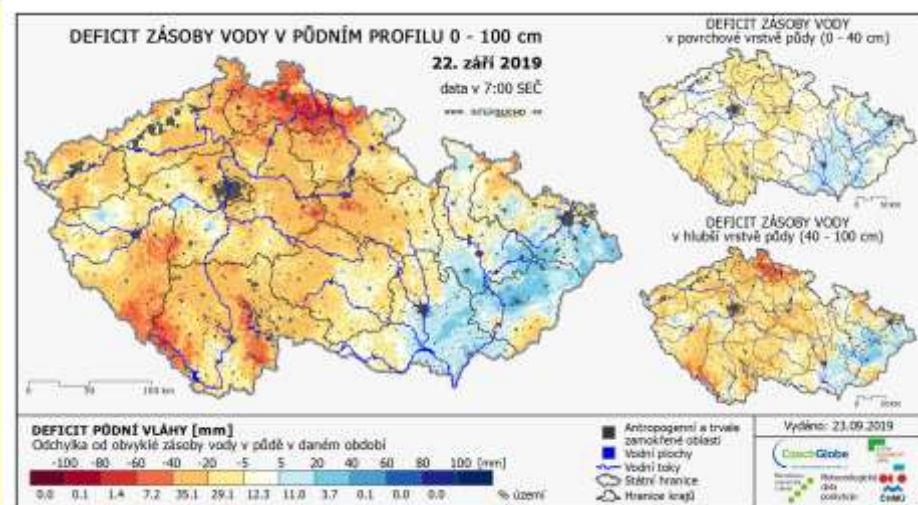 DEFICIT ZÁSOBY VODY V PŮDNÍM PROFILU 0 - 100 cm
22. září 2019
data v 7:00 SEČ
INTERSUCHO
DEFICIT ZÁSOBY VODY
v povrchové vrstvě půdy (0 - 40 cm)
DEFICIT ZÁSOBY VODY
v hlubší vrstvě půdy (40 - 100 cm)
0 50 100 km
DEFICIT PŮDNÍ VLÁHY [mm]
Odchylka od obvyklé zásoby vody v půdě v daném období
-100 -80 -60 -40 -20 -5 5 20 40 60 80 100 [mm]
0.0 0.1 1.4 7.2 35.1 29.1 12.3 11.0 3.7 0.1 0.0 0.0 % území
Antropogenní a trvale
zamokřené oblasti
Vodní plochy
Vodní toky
Státní hranice
Hranice krajů
Vydáno: 23.09.2019
CzechGlobe
Meteorologická
data
poskytuje
ČHMÚ